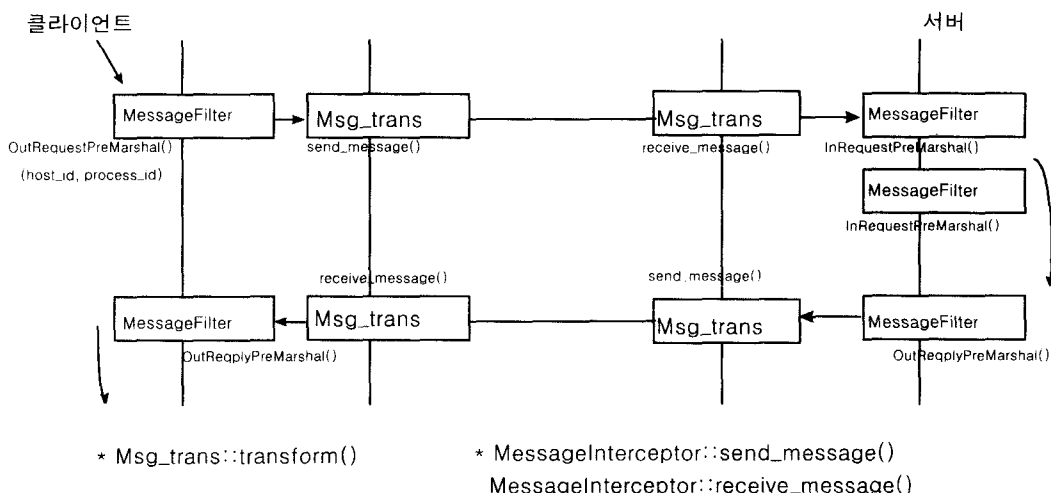 클라이언트
서버
MessageFilter
Msg_trans
Msg_trans
MessageFilter
OutRequestPreMarshal()
send_message()
receive_message()
InRequestPreMarshal()
(host_id, process_id)
MessageFilter
InRequestPreMarshal()
receive_message()
send_message()
MessageFilter
Msg_trans
Msg_trans
MessageFilter
OutReqplyPreMarshal()
OutReqplyPreMarshal()
* Msg_trans::transform()
* MessageInterceptor::send_message()
MessageInterceptor::receive_message()